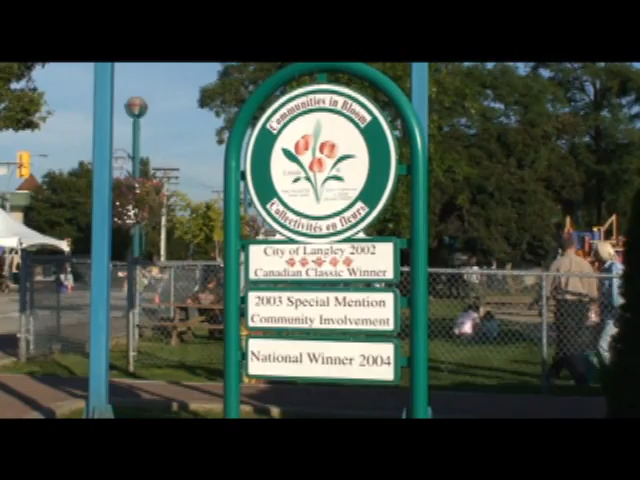 Communities in Bloom
Collectivités en fleurs
City of Langley 2002
Canadian Classic Winner
2003 Special Mention
Community Involvement
National Winner 2004